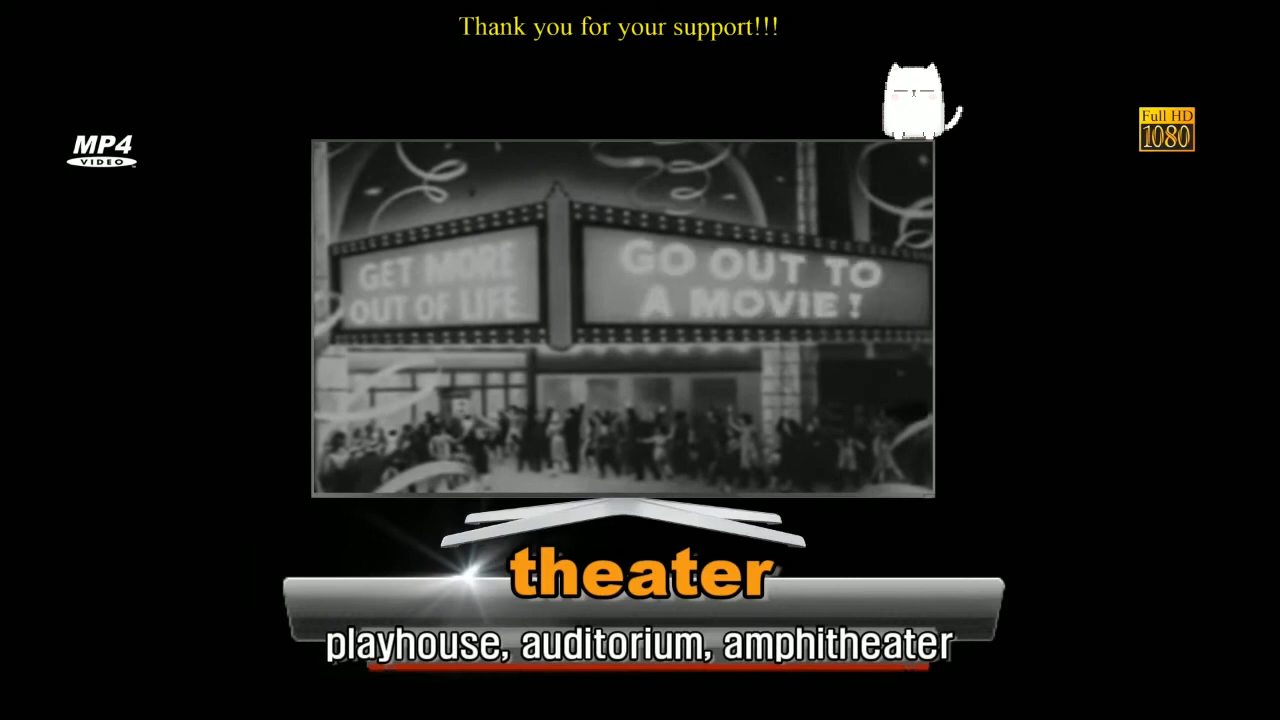 Thank you for your support!!!
MP4
VIDEO
Full HD
1080
GET MORE
OUT OF LIFE
GO OUT TO
A MOVIE!
theater
playhouse, auditorium, amphitheater